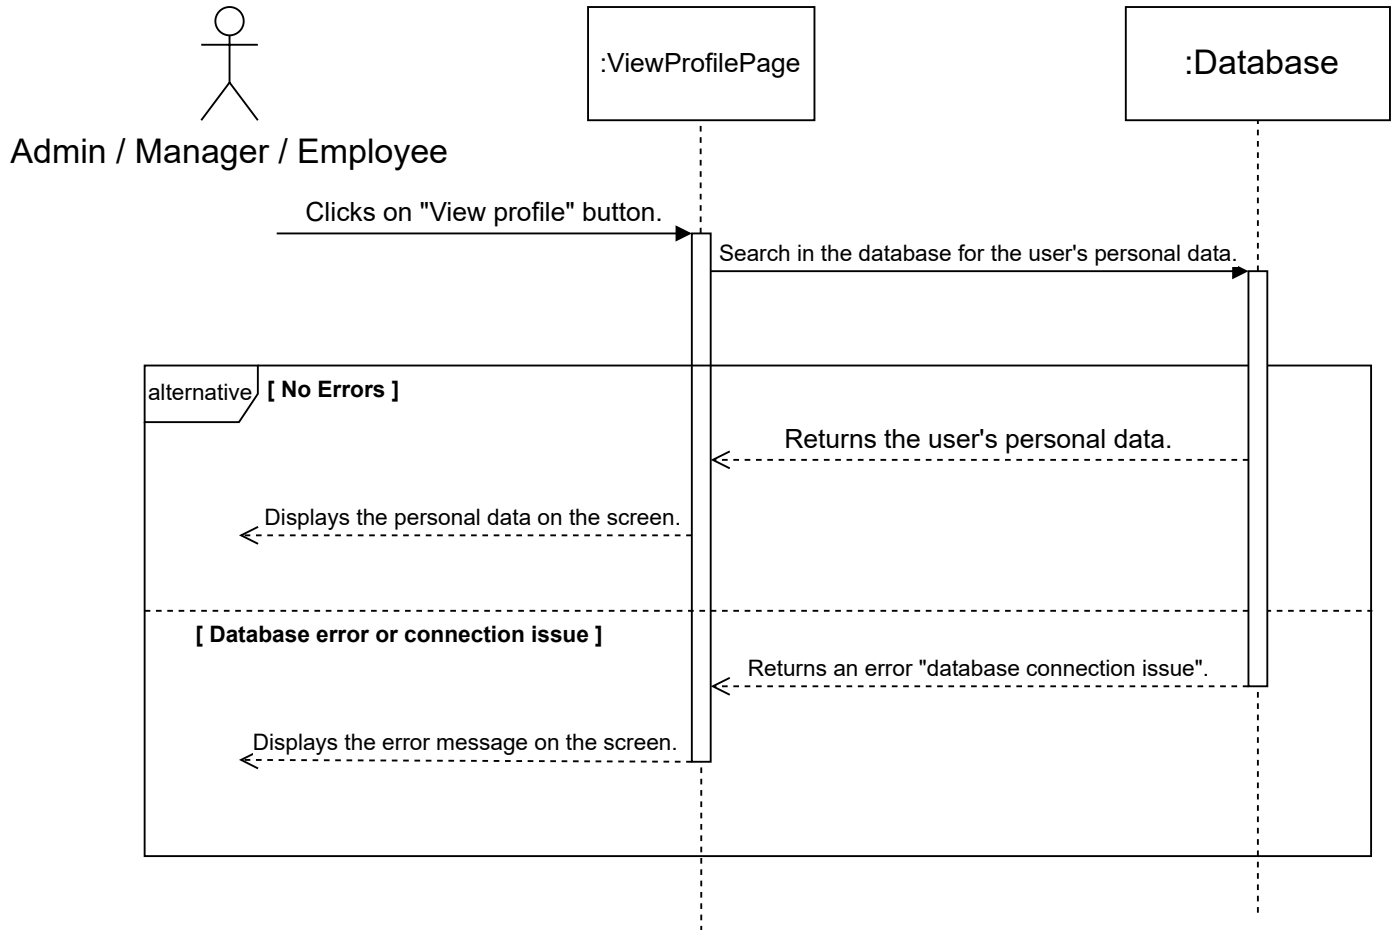 :ViewProfilePage
:Database
Admin / Manager / Employee
Clicks on "View profile" button.
Search in the database for the user's personal data.
alternative
[ No Errors ]
Returns the user's personal data.
Displays the personal data on the screen.
[ Database error or connection issue ]
Returns an error "database connection issue".
Displays the error message on the screen.